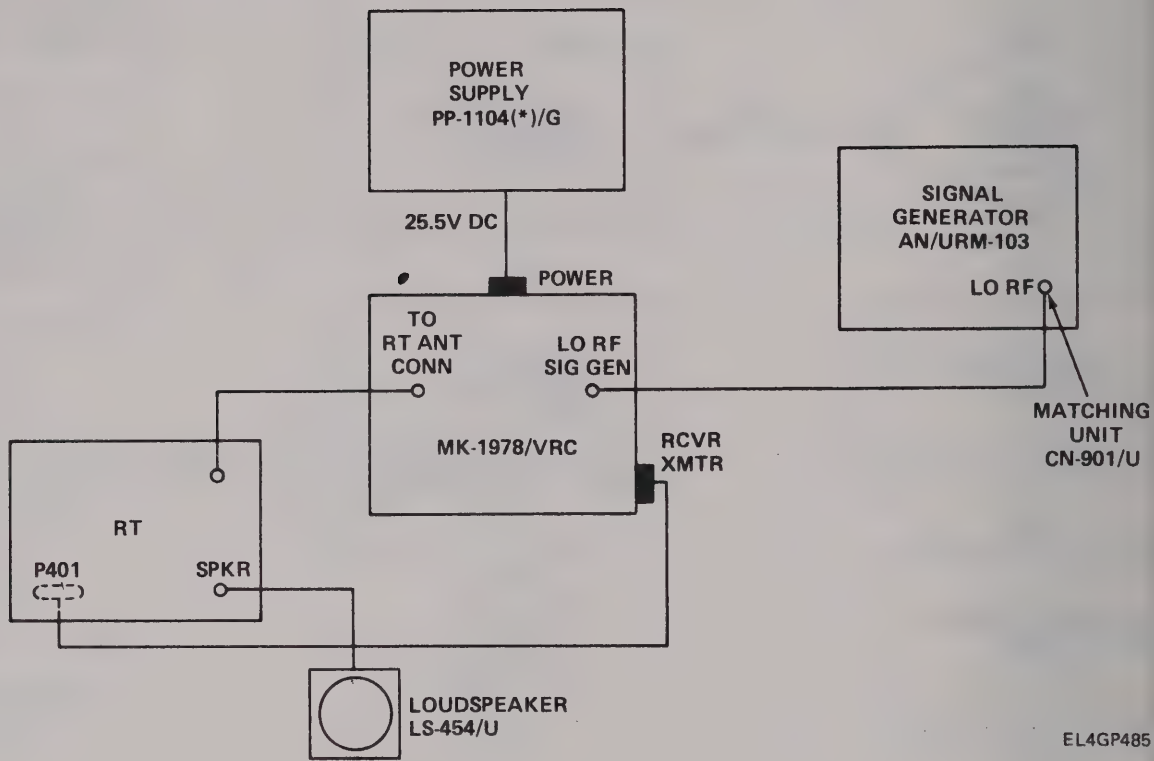 POWER
SUPPLY
PP-1104(*)/G
25.5V DC
POWER
SIGNAL
GENERATOR
AN/URM-103
LO RF
TO
RT ANT
CONN
LO RF
SIG GEN
MK-1978/VRC
RCVR
XMTR
MATCHING
UNIT
CN-901/U
RT
P401
SPKR
LOUDSPEAKER
LS-454/U
EL4GP485